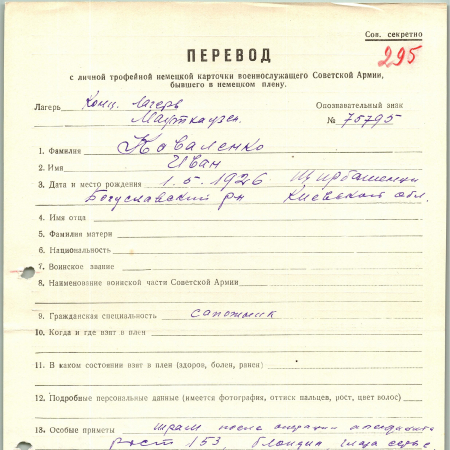 Сов. секретно
295
ПЕРЕВОД
с личной трофейной немецкой карточки военнослужащего Советской Армии,
бывшего в немецком плену.
Лагерь Конц. лагерь Опознавательный знак
Маутхаузен. № 75795
1. Фамилия Коваленко
2. Имя Иван
3. Дата и место рождения 1.5.1926
Богуславский р-н Киевской обл.
4. Имя отца
5. Фамилия матери
6. Национальность
7. Воинское звание
8. Наименование воинской части Советской Армии
9. Гражданская специальность сапожник
10. Когда и где взят в плен
11. В каком состоянии взят в плен (здоров, болен, ранен)
12. Подробные персональные данные (имеется фотография, оттиск пальцев, рост, цвет волос)
13. Особые приметы шрам после операции аппендицита
рост 153, блондин, глаза серые.